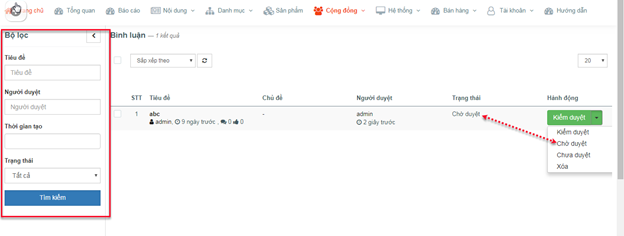 ng chủ Tổng quan Báo cáo Nội dung Danh mục Sản phẩm Cộng đồng Hệ thống Bán hàng Tài khoản Hướng dẫn
Bộ lọc
Bình luận — 1 kết quả
Tiêu đề
Tiêu đề
Sắp xếp theo
20
Người duyệt
Người duyệt
Thời gian tạo
Trạng thái
Tất cả
Tìm kiếm
STT Tiêu đề Chủ đề Người duyệt Trạng thái Hành động
1 abc - admin Chờ duyệt Kiểm duyệt
admin, 9 ngày trước , 0 0 2 giây trước
Kiểm duyệt
Chờ duyệt
Chưa duyệt
Xóa